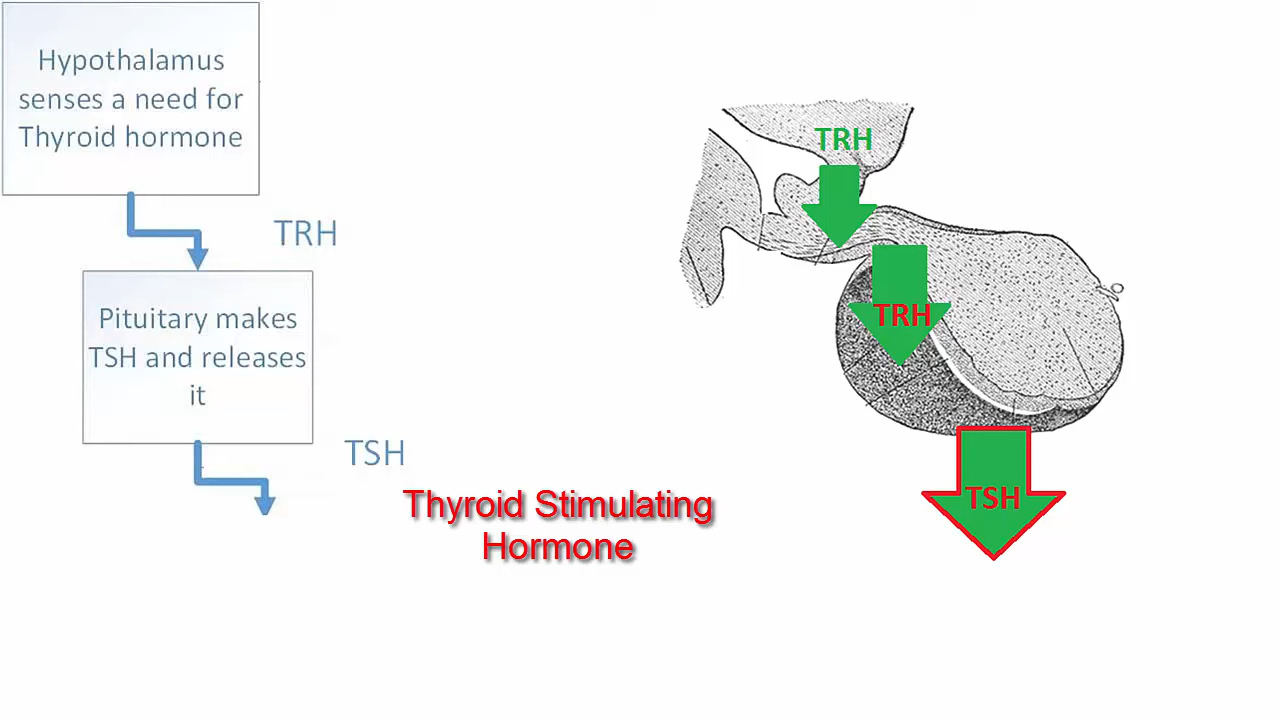 Hypothalamus
senses a need for
Thyroid hormone
TRH
Pituitary makes
TSH and releases
it
TSH
Thyroid Stimulating
Hormone
TRH
TRH
TSH